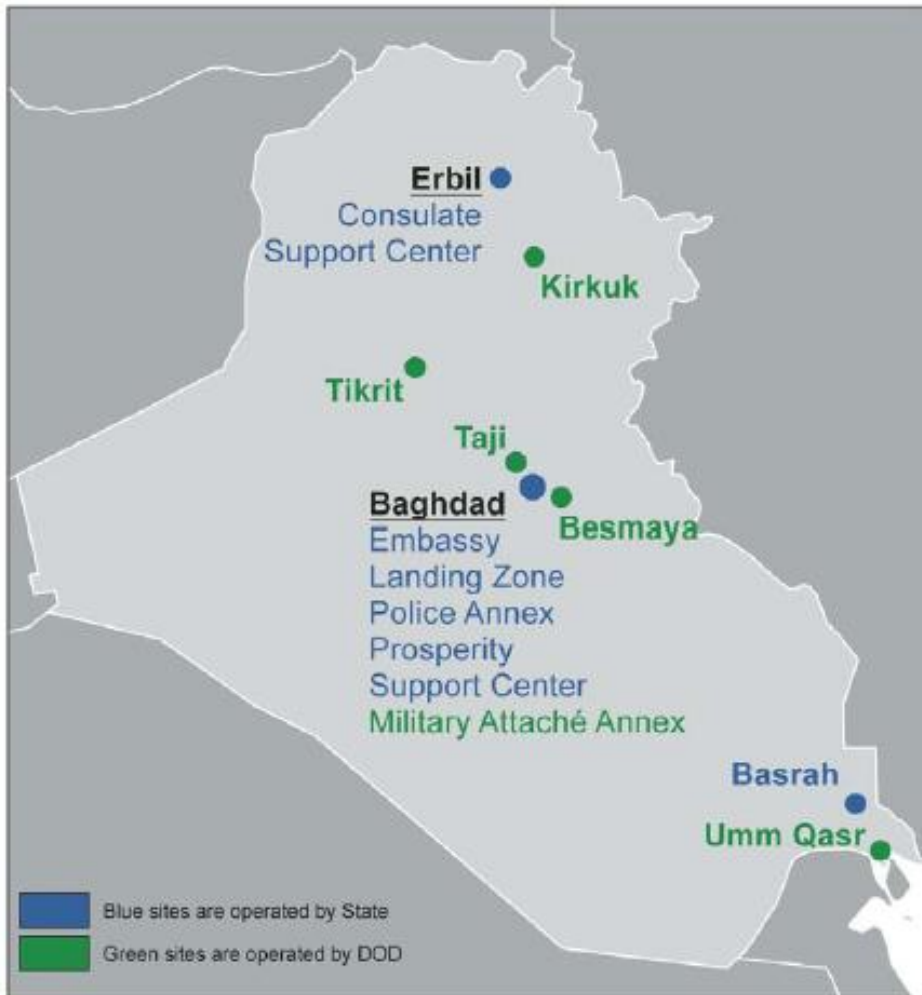 Erbil
Consulate
Support Center
Kirkuk
Tikrit
Taji
Baghdad
Besmaya
Embassy
Landing Zone
Police Annex
Prosperity
Support Center
Military Attaché Annex
Basrah
Umm Qasr
Blue sites are operated by State
Green sites are operated by DOD